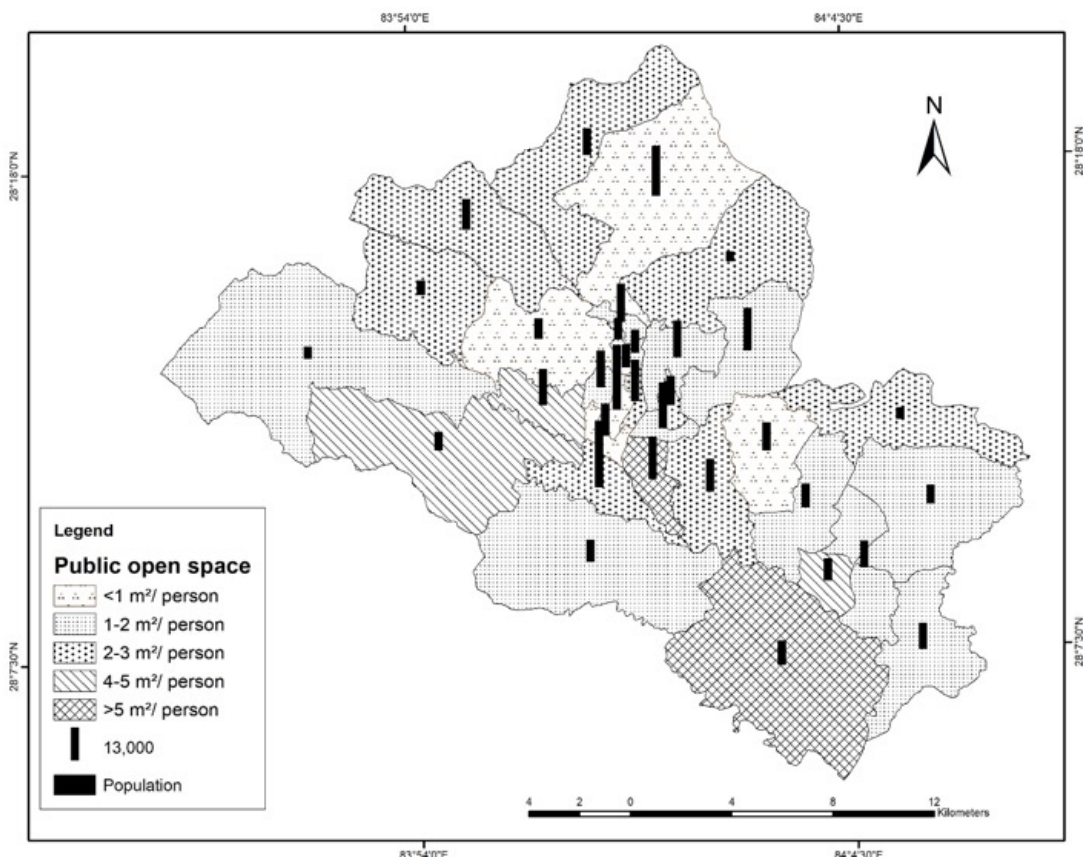 83°54'0"E
84°4'30"E
N
28°18'0"N
28°18'0"N
Legend
Public open space
<1 m²/ person
1-2 m²/ person
2-3 m²/ person
4-5 m²/ person
>5 m²/ person
13,000
Population
28°7'30"N
28°7'30"N
4 2 0 4 8 12
Kilometers
83°54'0"E
84°4'30"E